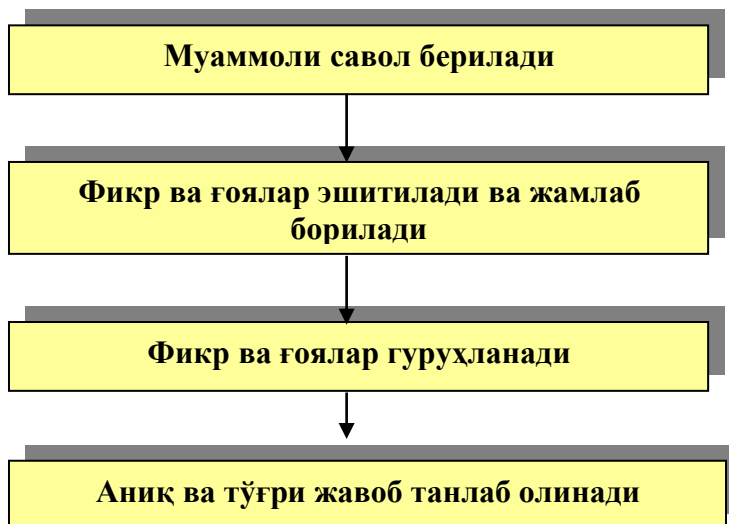 Муаммоли савол берилади
Фикр ва ғоялар эшитилади ва жамлаб
борилади
Фикр ва ғоялар гуруҳланади
Аниқ ва тўғри жавоб танлаб олинади